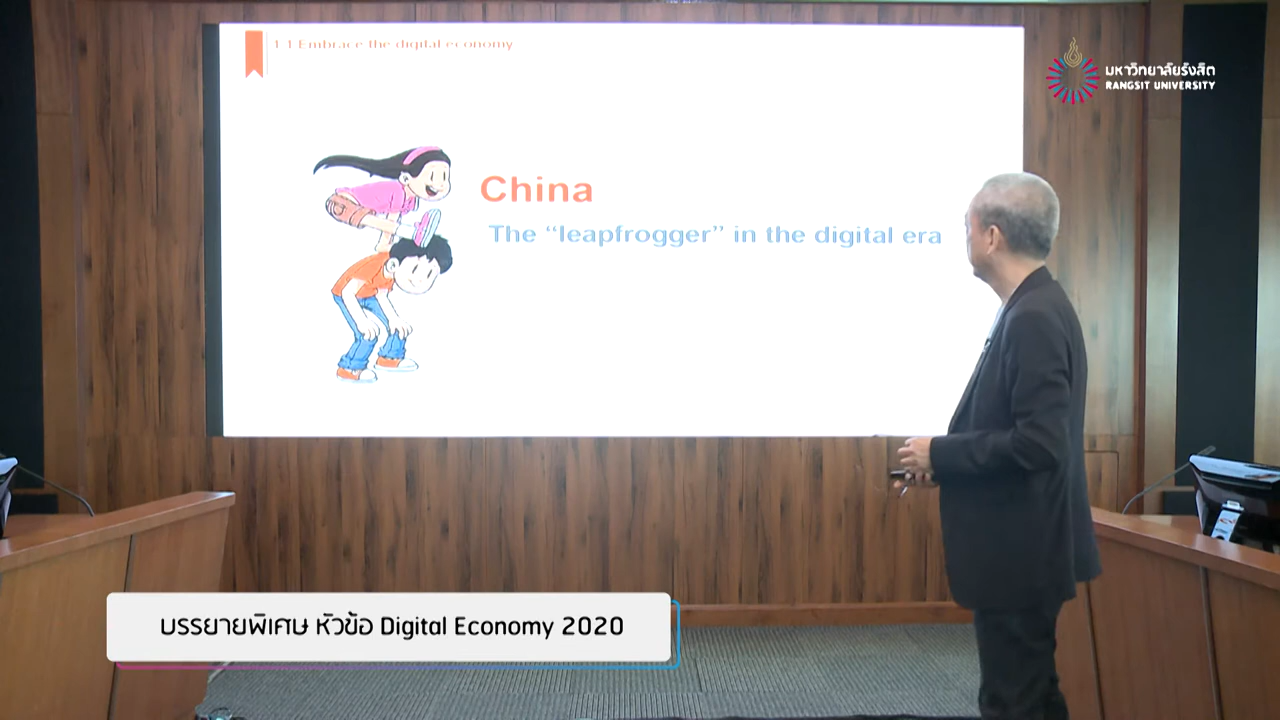 1.1 Embrace the digital economy
มหาวิทยาลัยรังสิต
RANGSIT UNIVERSITY
China
The “leapfrogger” in the digital era
บรรยายพิเศษ หัวข้อ Digital Economy 2020